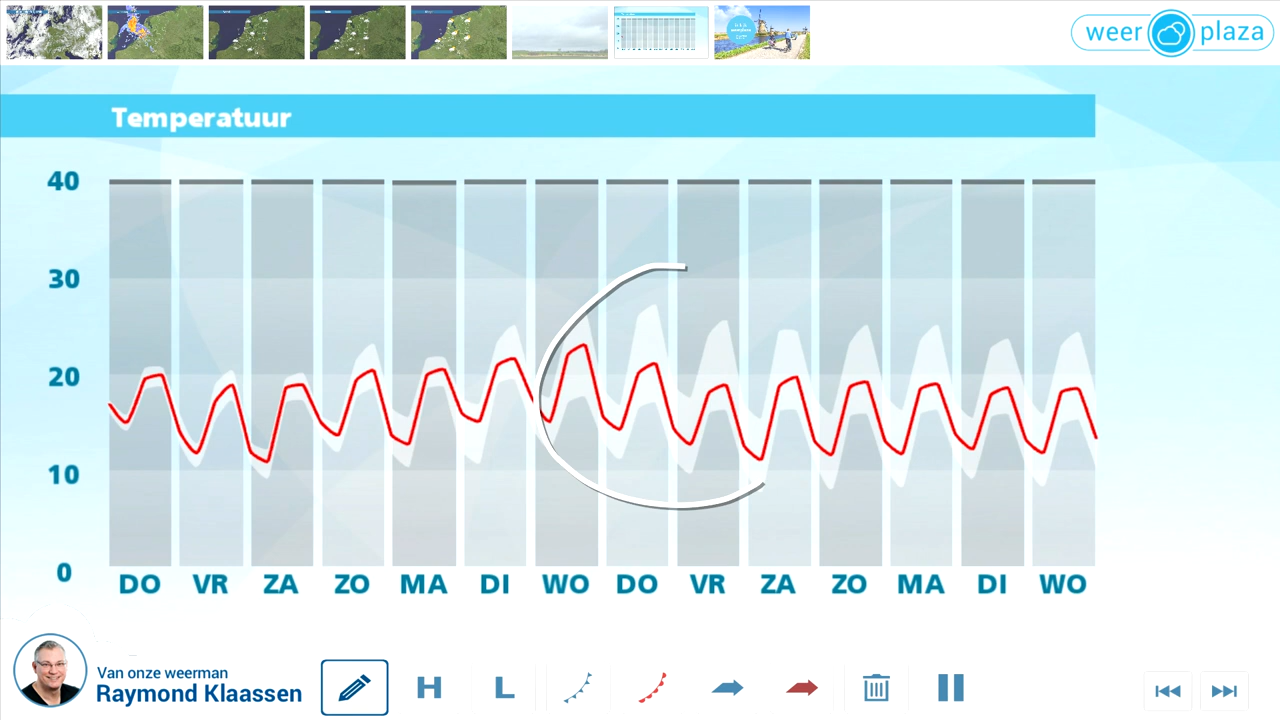 weer plaza
Temperatuur
40
30
20
10
0
DO VR ZA ZO MA DI WO DO VR ZA ZO MA DI WO
Van onze weerman
Raymond Klaassen
H L